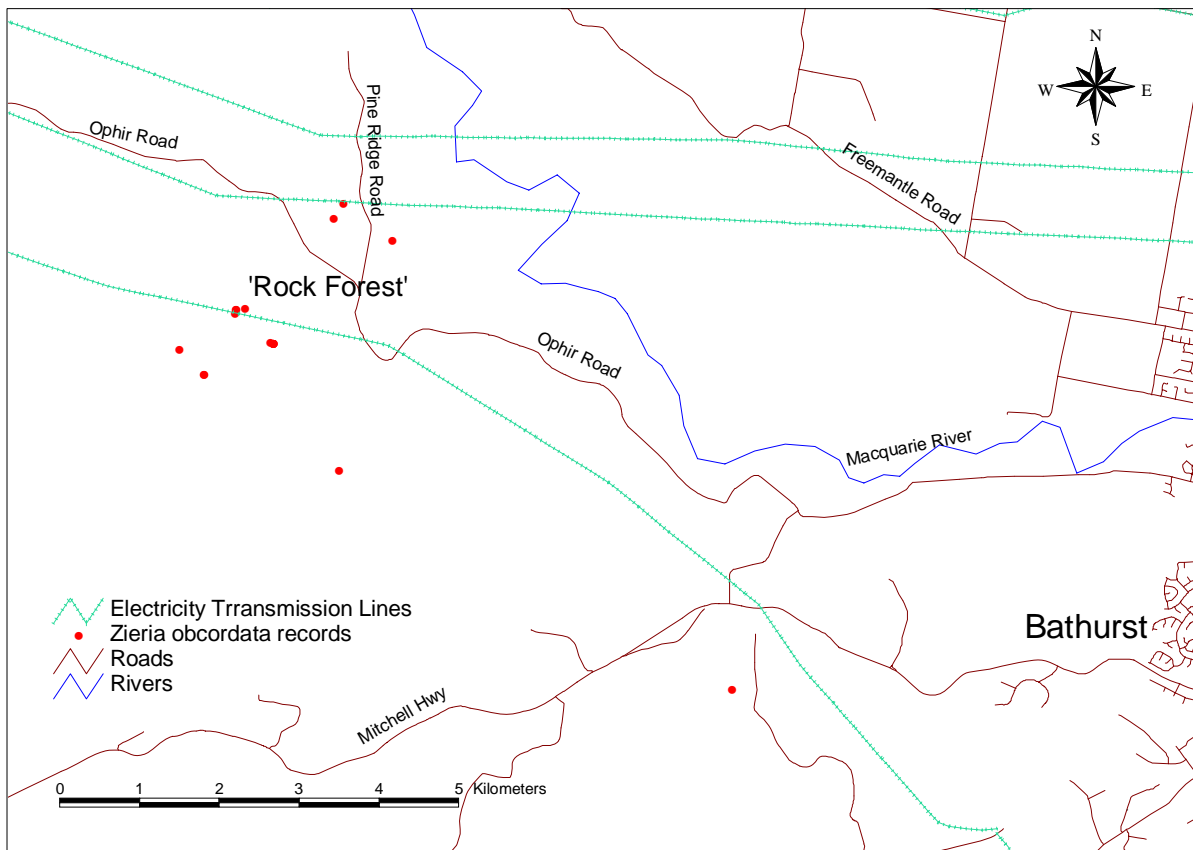 N
W E
S
Ophir Road
Pine Ridge Road
Freemantle Road
'Rock Forest'
Ophir Road
Macquarie River
Electricity Trransmission Lines
Zieria obcordata records
Roads
Rivers
Bathurst
Mitchell Hwy
0 1 2 3 4 5 Kilometers